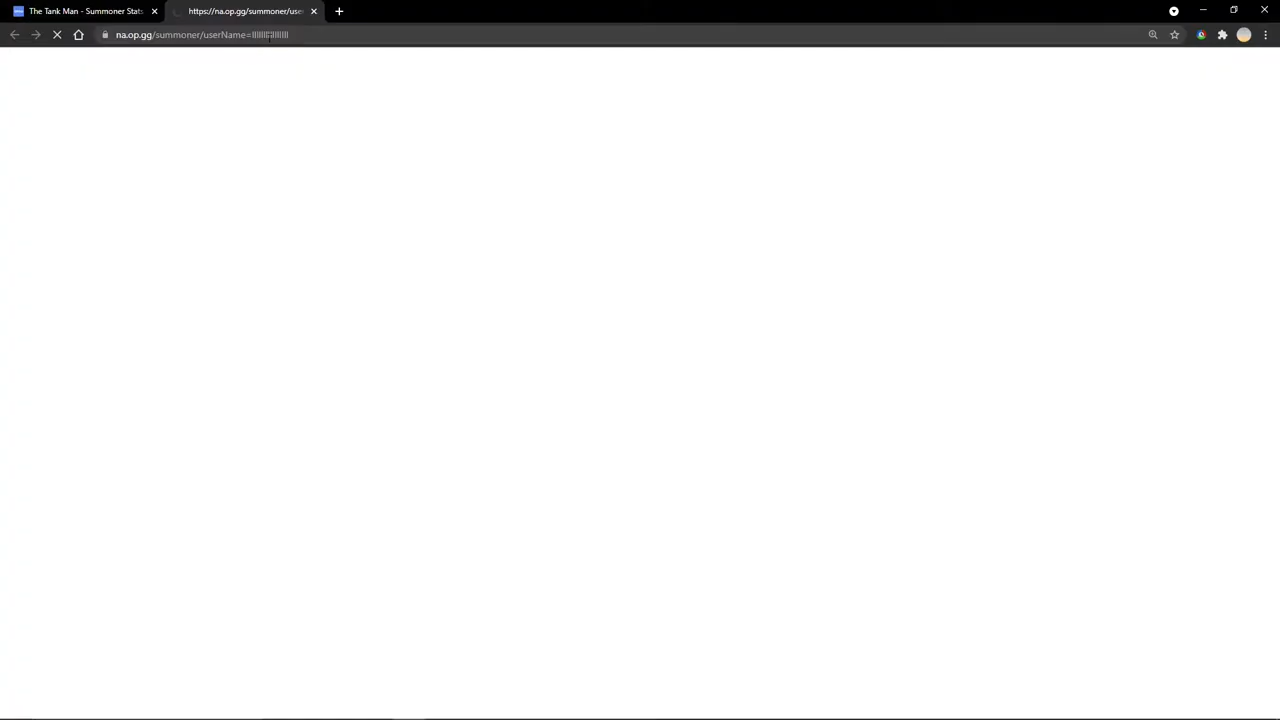 The Tank Man - Summoner Stats
https://na.op.gg/summoner/use
na.op.gg/summoner/userName=